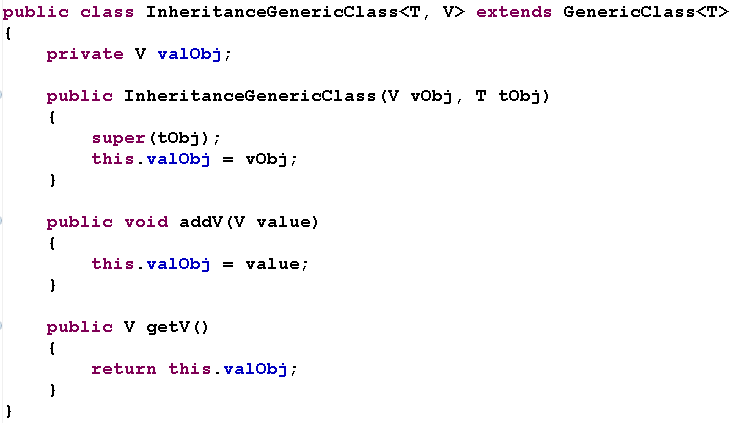 public class InheritanceGenericClass<T, V> extends GenericClass<T>
{
    private V valObj;

    public InheritanceGenericClass(V vObj, T tObj)
    {
        super(tObj);
        this.valObj = vObj;
    }

    public void addV(V value)
    {
        this.valObj = value;
    }

    public V getV()
    {
        return this.valObj;
    }
}